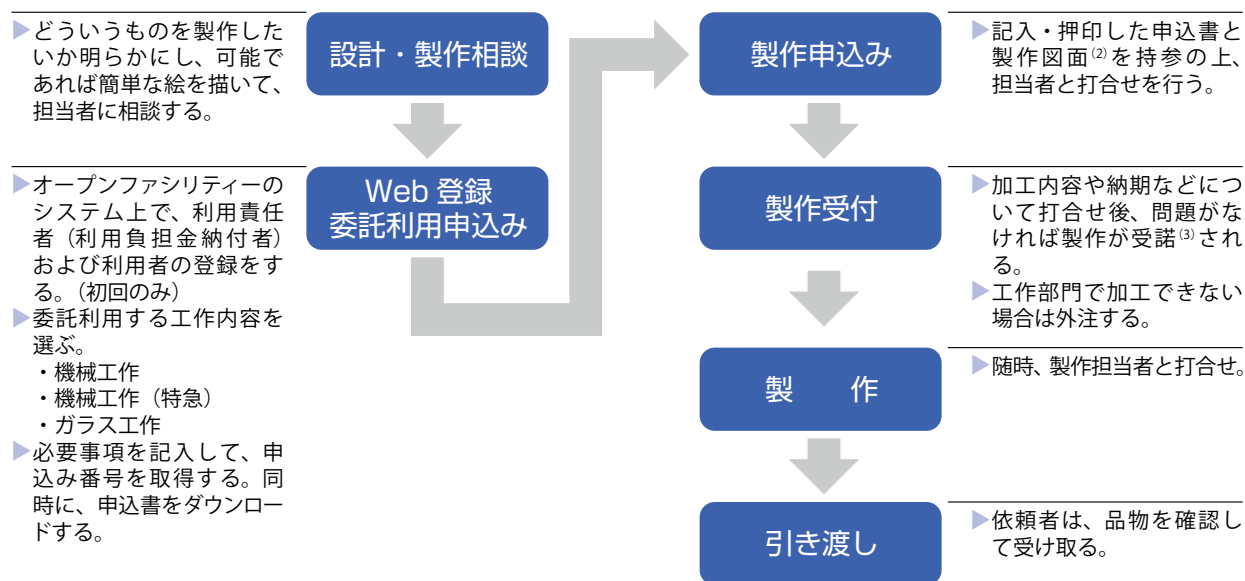 設計・製作相談
▶どういうものを製作した
いか明らかにし、可能で
あれば簡単な絵を描いて、
担当者に相談する。
Web 登録
委託利用申込み
▶オープンファシリティーの
システム上で、利用責任
者（利用負担金納付者）
および利用者の登録をす
る。（初回のみ）
▶委託利用する工作内容を
選ぶ。
・機械工作
・機械工作（特急）
・ガラス工作
▶必要事項を記入して、申
込み番号を取得する。同
時に、申込書をダウンロー
ドする。
製作申込み
▶記入・押印した申込書と
製作図面(2)を持参の上、
担当者と打合せを行う。
製作受付
▶加工内容や納期などにつ
いて打合せ後、問題がな
ければ製作が受諾(3)され
る。
▶工作部門で加工できない
場合は外注する。
製　作
▶随時、製作担当者と打合せ。
引き渡し
▶依頼者は、品物を確認し
て受け取る。